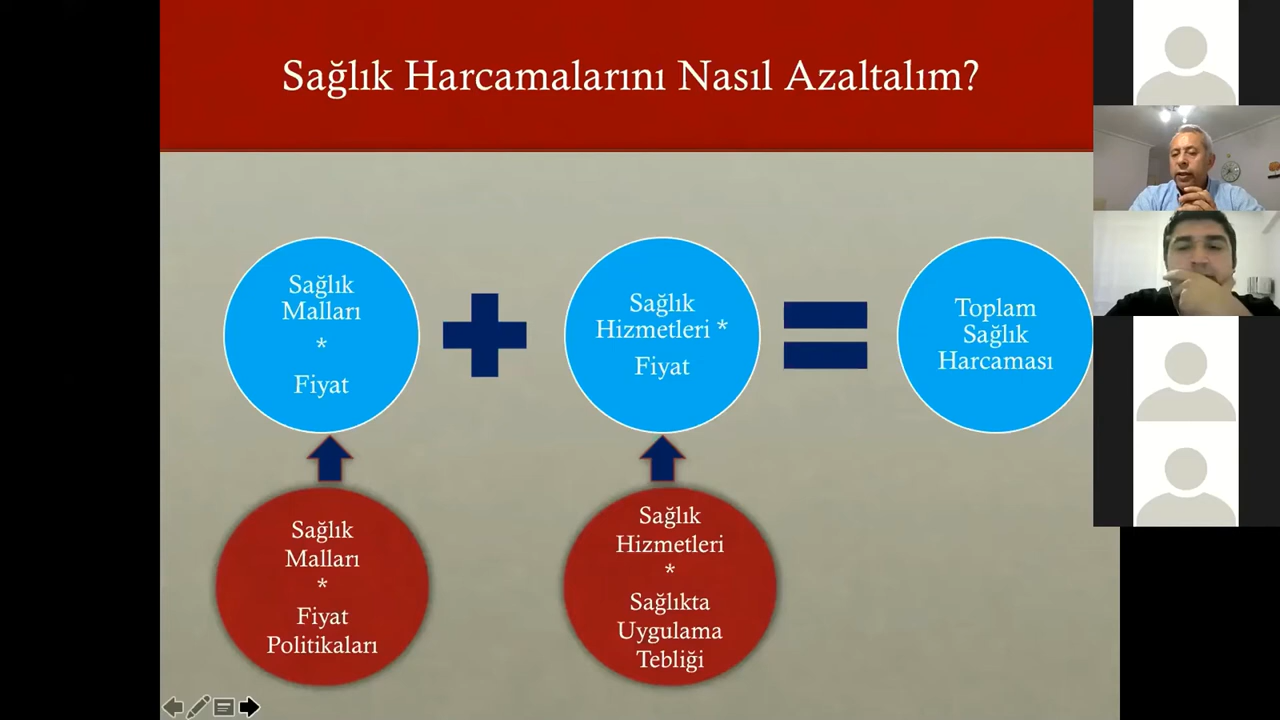 Sağlık Harcamalarını Nasıl Azaltalım?
Sağlık
Malları
*
Fiyat
Sağlık
Hizmetleri *
Fiyat
Toplam
Sağlık
Harcaması
Sağlık
Malları
*
Fiyat
Politikaları
Sağlık
Hizmetleri
*
Sağlıkta
Uygulama
Tebliği